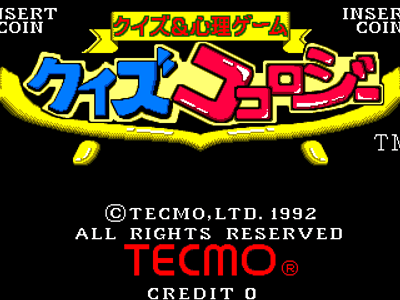 INSERT COIN
クイズ&心理ゲーム
INSERT COIN
クイズ ココロジー
TM
©TECMO,LTD. 1992
ALL RIGHTS RESERVED
TECMO®
CREDIT 0